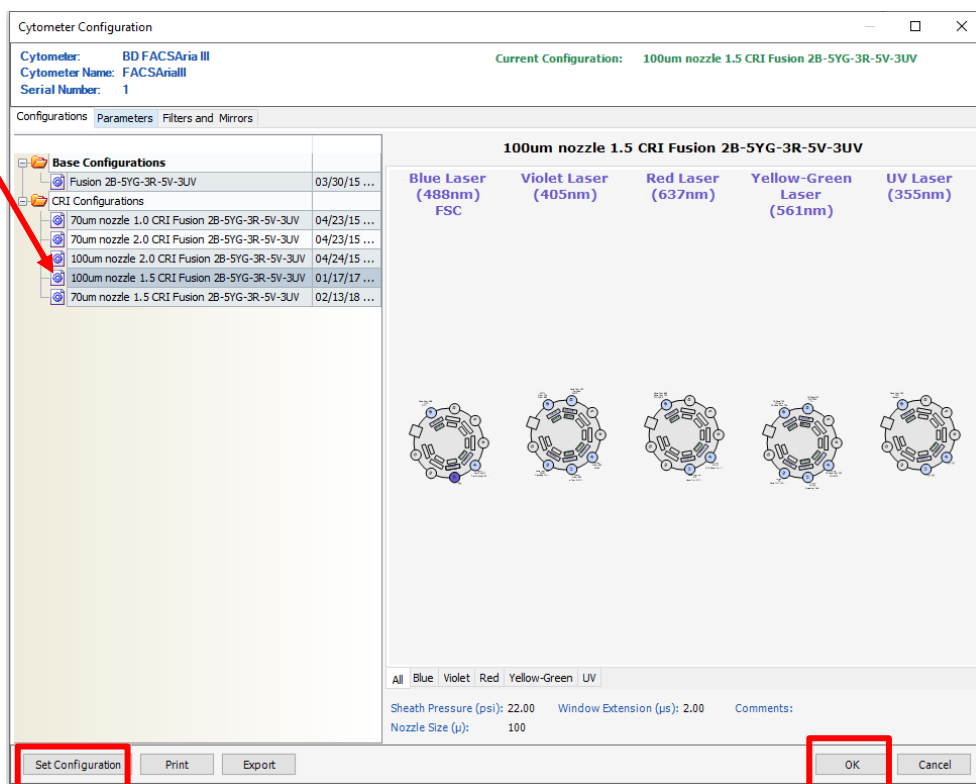 Cytometer Configuration
Cytometer: BD FACSAria III
Cytometer Name: FACSAriaIII
Serial Number: 1
Current Configuration: 100um nozzle 1.5 CRI Fusion 2B-5YG-3R-5V-3UV
Configurations Parameters Filters and Mirrors
Base Configurations
Fusion 2B-5YG-3R-5V-3UV 03/30/15 ...
CRI Configurations
70um nozzle 1.0 CRI Fusion 2B-5YG-3R-5V-3UV 04/23/15 ...
70um nozzle 2.0 CRI Fusion 2B-5YG-3R-5V-3UV 04/23/15 ...
100um nozzle 2.0 CRI Fusion 2B-5YG-3R-5V-3UV 04/24/15 ...
100um nozzle 1.5 CRI Fusion 2B-5YG-3R-5V-3UV 01/17/17 ...
70um nozzle 1.5 CRI Fusion 2B-5YG-3R-5V-3UV 02/13/18 ...
100um nozzle 1.5 CRI Fusion 2B-5YG-3R-5V-3UV
Blue Laser
(488nm)
FSC
Violet Laser
(405nm)
Red Laser
(637nm)
Yellow-Green
Laser
(561nm)
UV Laser
(355nm)
All Blue Violet Red Yellow-Green UV
Sheath Pressure (psi): 22.00 Window Extension (µs): 2.00 Comments:
Nozzle Size (µ): 100
Set Configuration Print Export OK Cancel